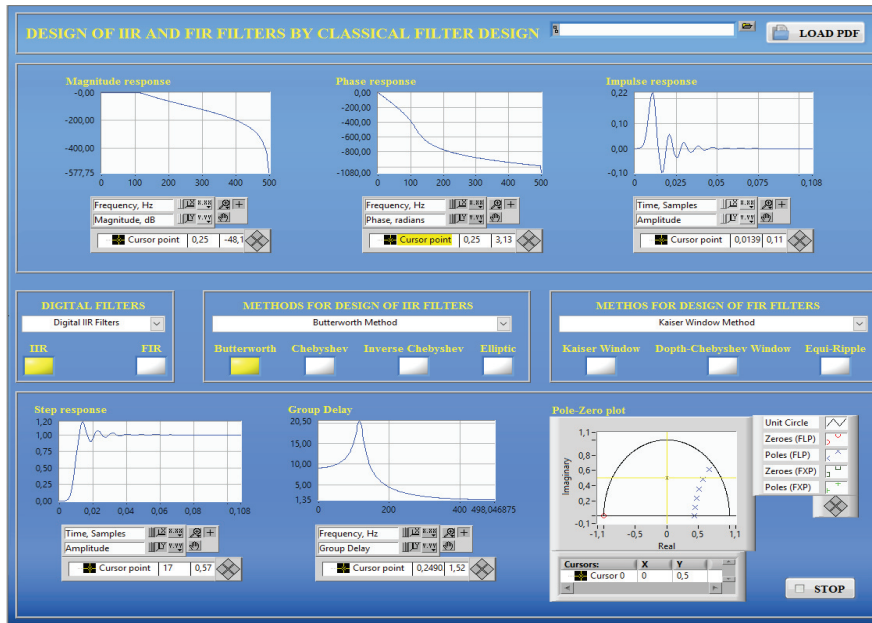 DESIGN OF IIR AND FIR FILTERS BY CLASSICAL FILTER DESIGN
LOAD PDF
Magnitude response
-0,00
-200,00
-400,00
-577,75
0 100 200 300 400 500
Frequency, Hz
Magnitude, dB
Cursor point 0,25 -48,1
Phase response
0,00
-200,00
-400,00
-600,00
-800,00
-1080,00
0 100 200 300 400 500
Frequency, Hz
Phase, radians
Cursor point 0,25 3,13
Impulse response
0,22
0,10
0,00
-0,10
0 0,025 0,05 0,075 0,108
Time, Samples
Amplitude
Cursor point 0,0139 0,11
DIGITAL FILTERS
Digital IIR Filters
IIR FIR
METHODS FOR DESIGN OF IIR FILTERS
Butterworth Method
Butterworth Chebyshev Inverse Chebyshev Elliptic
METHOS FOR DESIGN OF FIR FILTERS
Kaiser Window Method
Kaiser Window Dopth-Chebyshev Window Equi-Ripple
Step response
1,20
1,00
0,75
0,50
0,25
0,00
0 0,02 0,04 0,06 0,08 0,108
Time, Samples
Amplitude
Cursor point 17 0,57
Group Delay
20,50
15,00
10,00
5,00
1,35
0 200 400 498,046875
Frequency, Hz
Group Delay
Cursor point 0,2490 1,52
Pole-Zero plot
Imaginary
1,1
0,8
0,6
0,4
0,2
-0,1
-1,1 -0,5 0 0,5 1,1
Real
Unit Circle
Zeroes (FLP)
Poles (FLP)
Zeroes (FXP)
Poles (FXP)
Cursors: X Y
Cursor 0 0 0,5
STOP